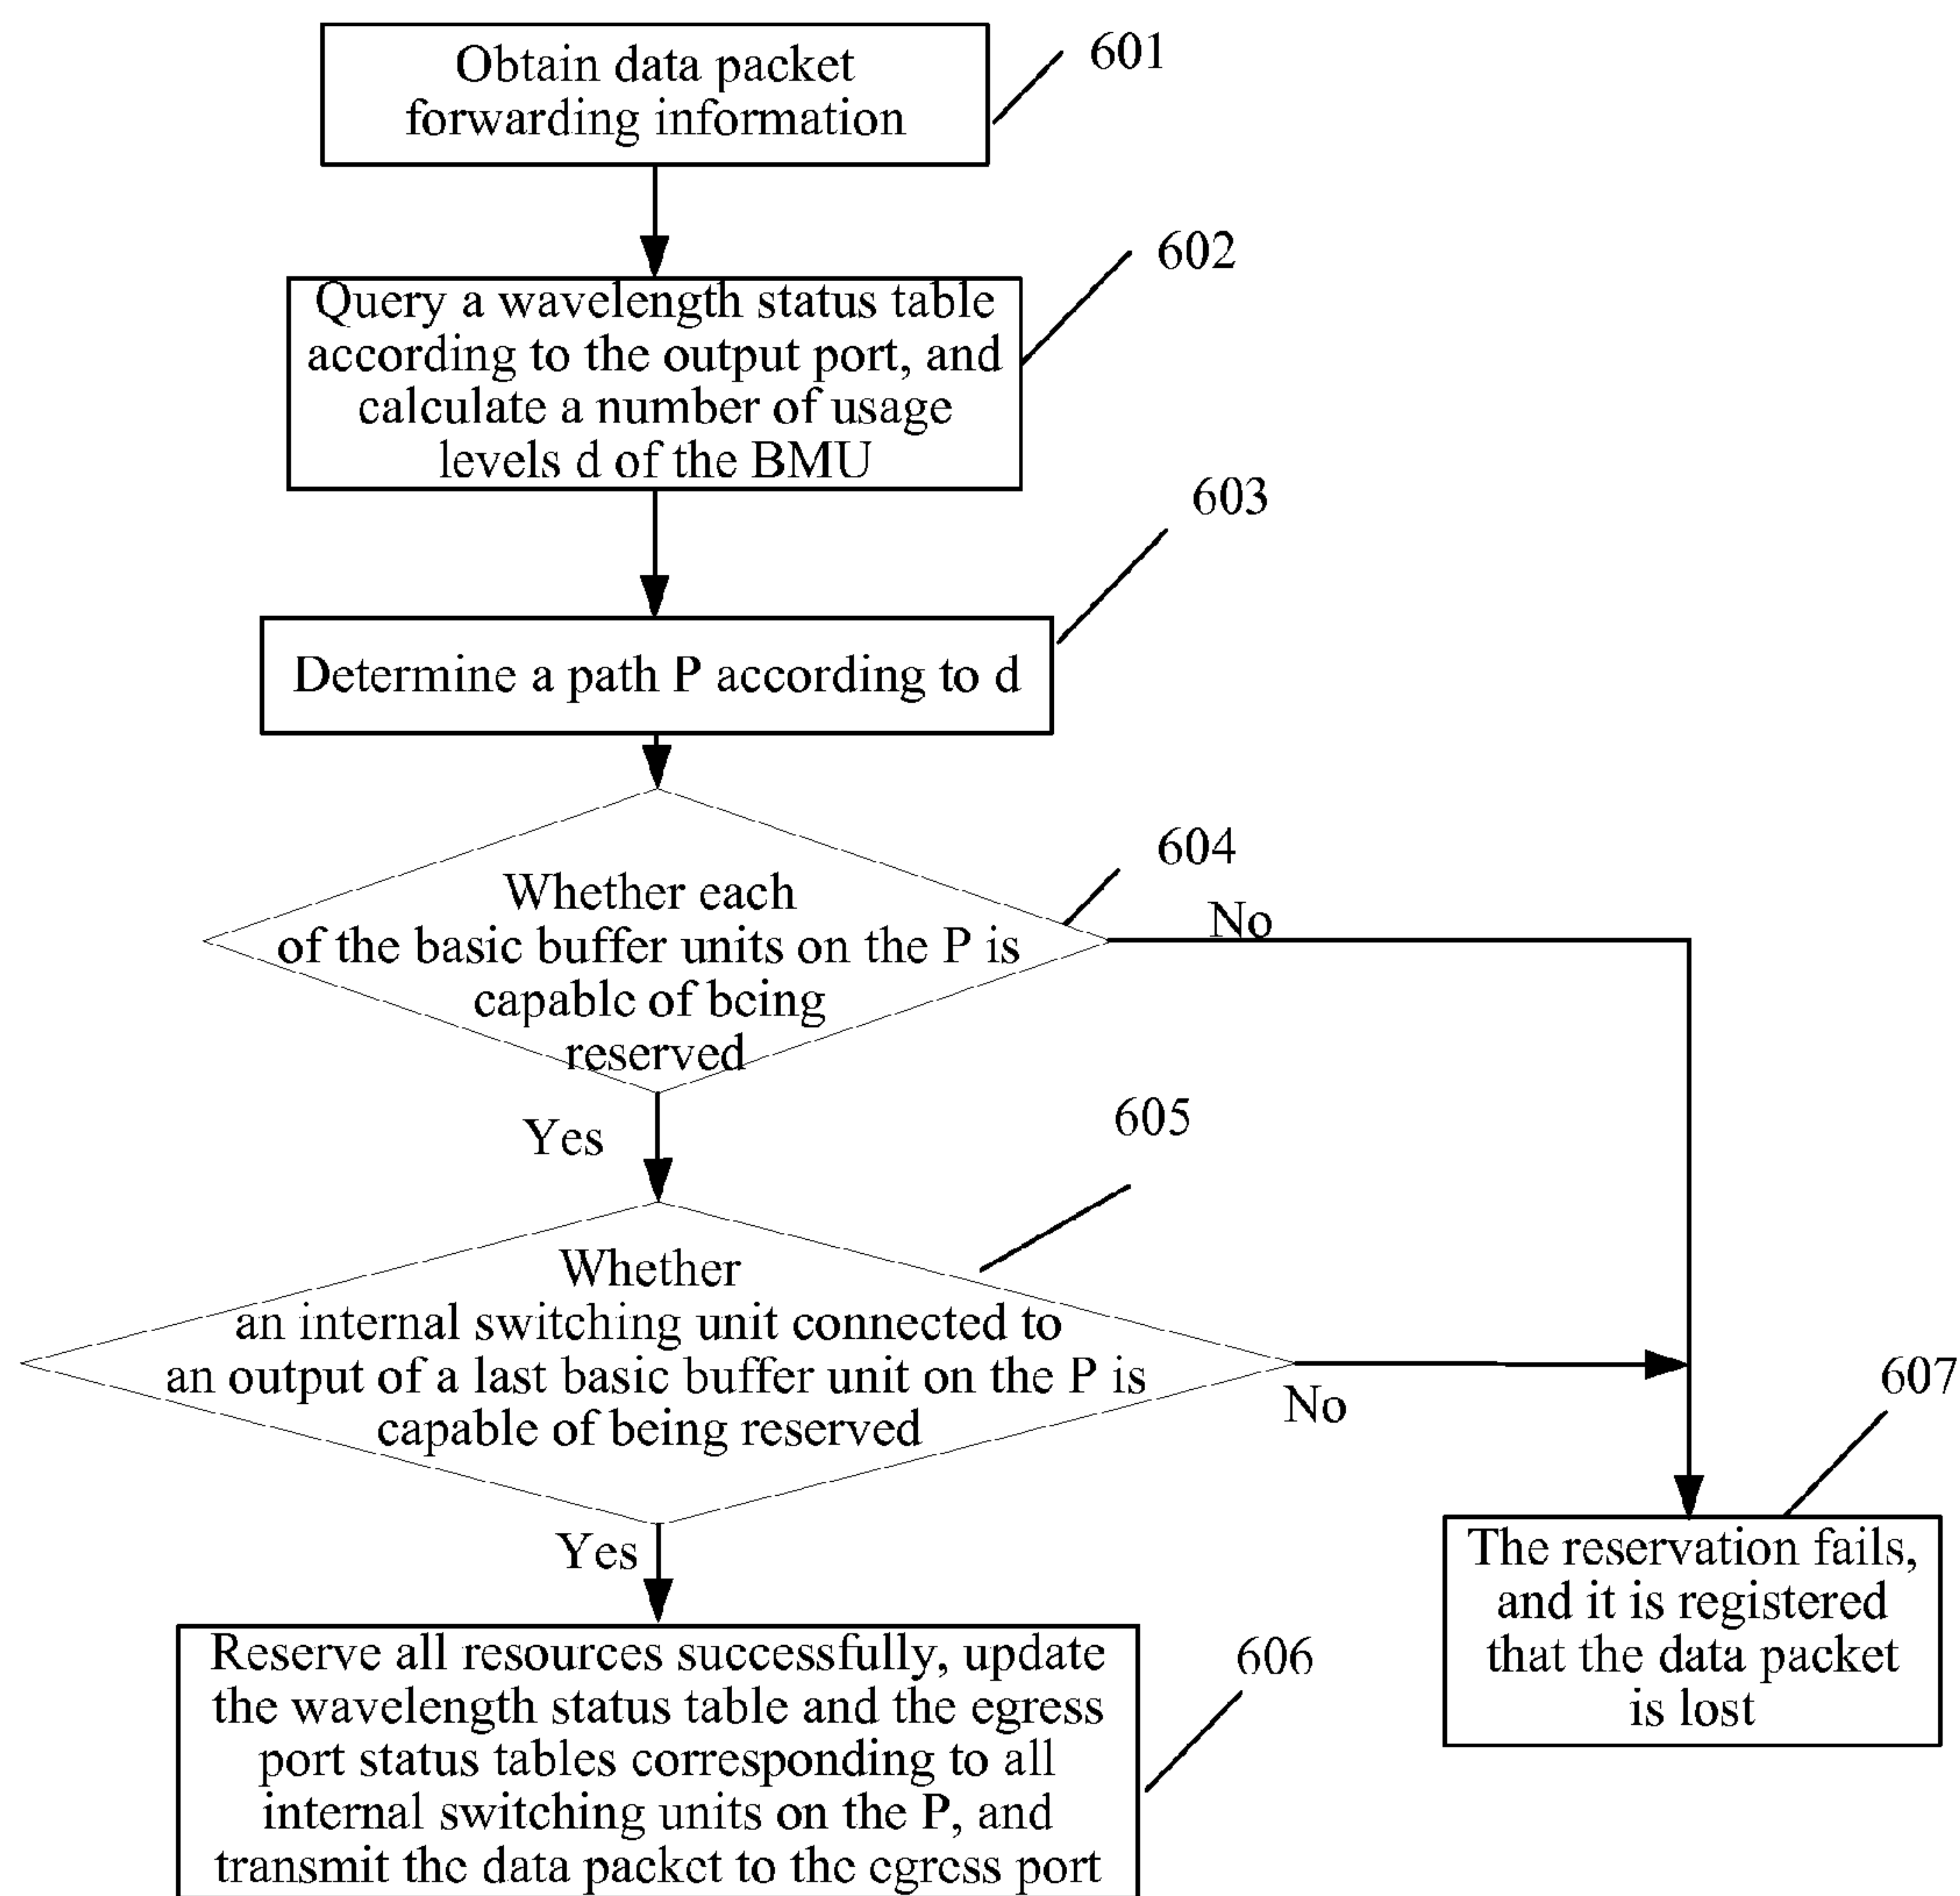 Obtain data packet
forwarding information
601
602
Query a wavelength status table
according to the output port, and
calculate a number of usage
levels d of the BMU
603
Determine a path P according to d
604
Whether each
of the basic buffer units on the P is
capable of being
reserved
No
Yes
605
Whether
an internal switching unit connected to
an output of a last basic buffer unit on the P is
capable of being reserved
No
Yes
607
The reservation fails,
and it is registered
that the data packet
is lost
606
Reserve all resources successfully, update
the wavelength status table and the egress
port status tables corresponding to all
internal switching units on the P, and
transmit the data packet to the egress port